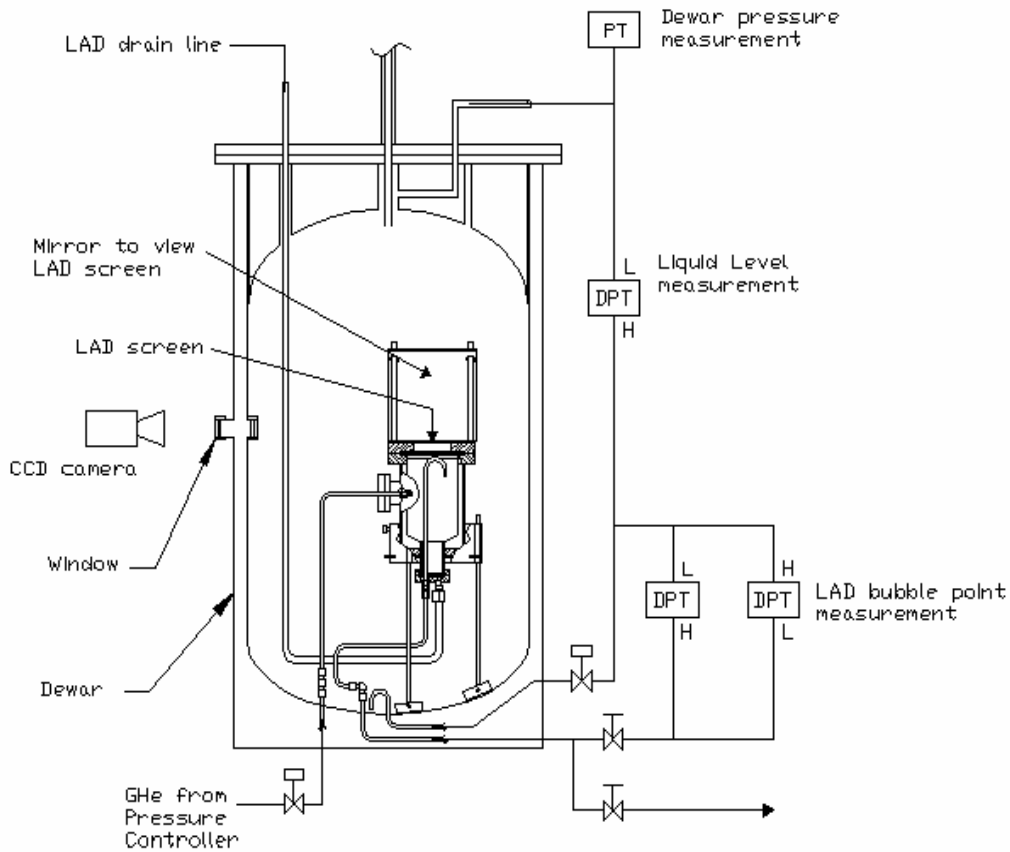 LAD drain line
PT
Dewar pressure
measurement
Mirror to view
LAD screen
L
DPT
H
Liquid Level
measurement
LAD screen
CCD camera
Window
L
DPT
H
H
DPT
L
LAD bubble point
measurement
Dewar
GHe from
Pressure
Controller